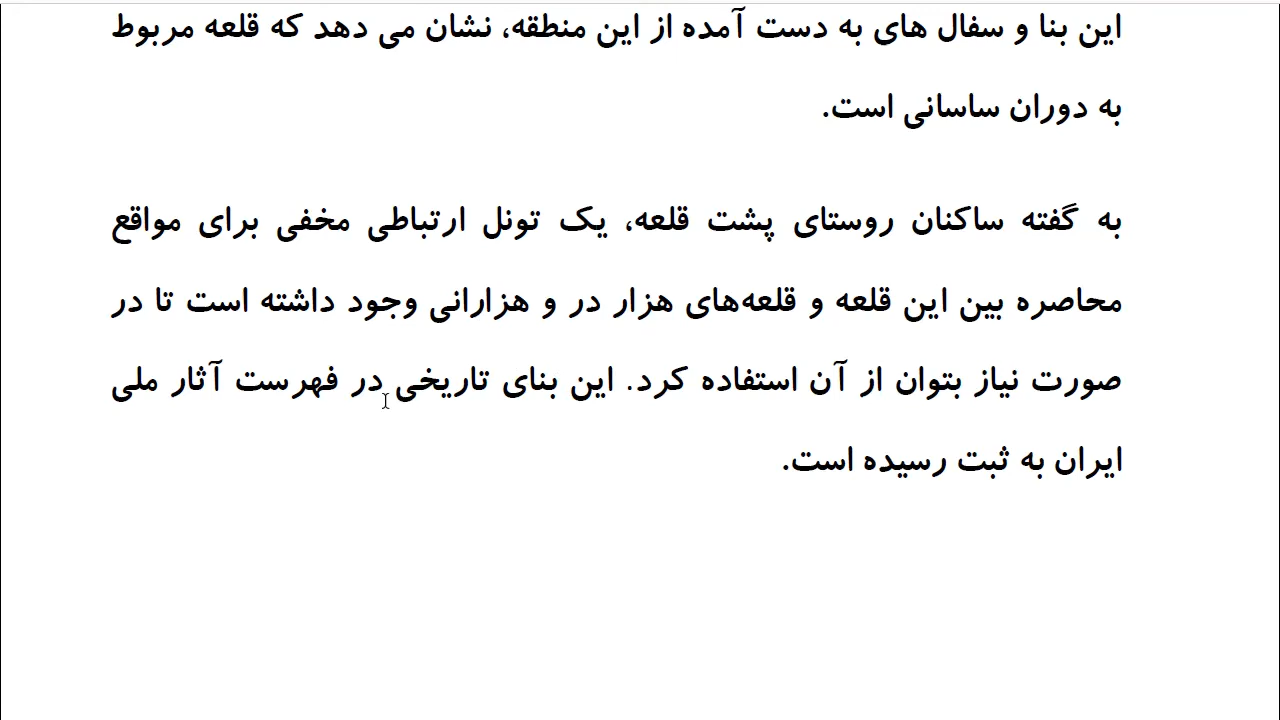 این بنا و سفال های به دست آمده از این منطقه، نشان می دهد که قلعه مربوط
به دوران ساسانی است.
به گفته ساکنان روستای پشت قلعه، یک تونل ارتباطی مخفی برای مواقع
محاصره بین این قلعه و قلعه‌های هزار در و هزارانی وجود داشته است تا در
صورت نیاز بتوان از آن استفاده کرد. این بنای تاریخی در فهرست آثار ملی
ایران به ثبت رسیده است.